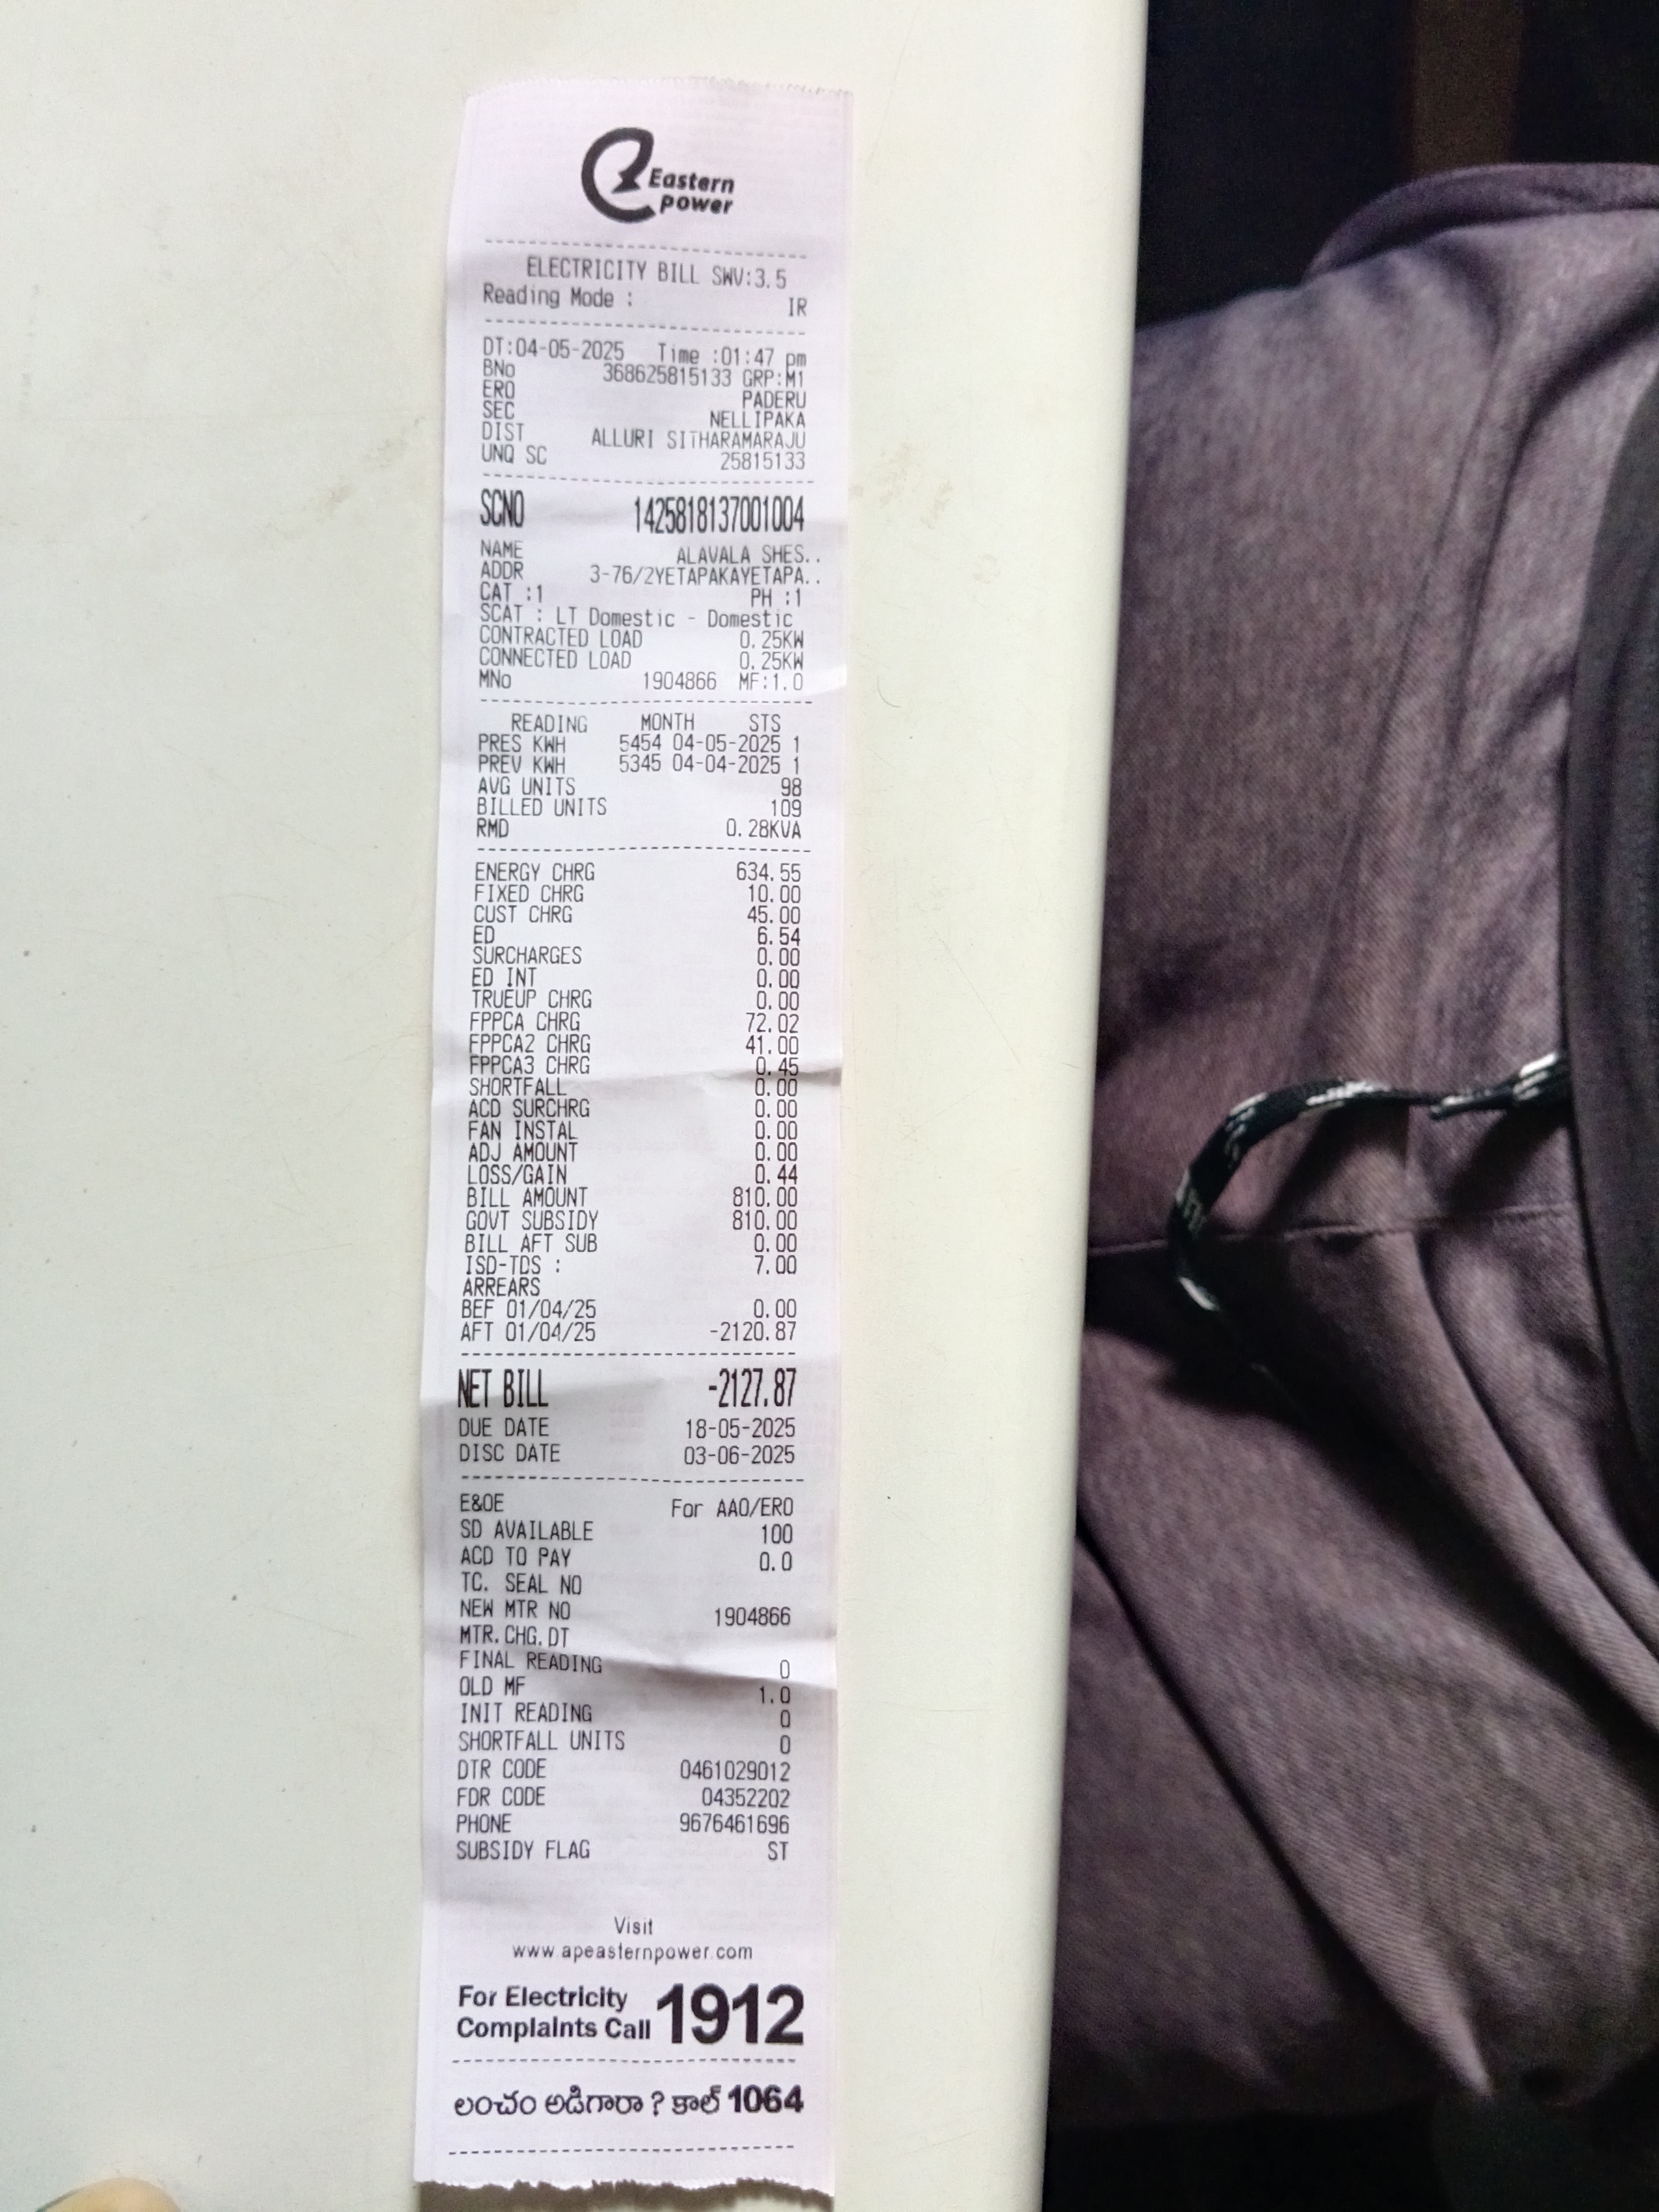 Eastern
power
ELECTRICITY BILL SWV:3.5
Reading Mode : IR
DT:04-05-2025 Time :01:47 pm
BNo 368625815133 GRP:M1
ERO PADERU
SEC NELLIPAKA
DIST ALLURI SITHARAMARAJU
UNQ SC 25815133
SCNO 1425818137001004
NAME ALAVALA SHES..
ADDR 3-76/2YETAPAKAYETAPA..
CAT :1 PH :1
SCAT : LT Domestic - Domestic
CONTRACTED LOAD 0.25KW
CONNECTED LOAD 0.25KW
MNo 1904866 MF:1.0
READING MONTH STS
PRES KWH 5454 04-05-2025 1
PREV KWH 5345 04-04-2025 1
AVG UNITS 98
BILLED UNITS 109
RMD 0.28KVA
ENERGY CHRG 634.55
FIXED CHRG 10.00
CUST CHRG 45.00
ED 6.54
SURCHARGES 0.00
ED INT 0.00
TRUEUP CHRG 0.00
FPPCA CHRG 72.02
FPPCA2 CHRG 41.00
FPPCA3 CHRG 0.45
SHORTFALL 0.00
ACD SURCHRG 0.00
FAN INSTAL 0.00
ADJ AMOUNT 0.00
LOSS/GAIN 0.44
BILL AMOUNT 810.00
GOVT SUBSIDY 810.00
BILL AFT SUB 0.00
ISD-TDS : 7.00
ARREARS
BEF 01/04/25 0.00
AFT 01/04/25 -2120.87
NET BILL -2127.87
DUE DATE 18-05-2025
DISC DATE 03-06-2025
E&OE For AAO/ERO
SD AVAILABLE 100
ACD TO PAY 0.0
TC. SEAL NO
NEW MTR NO 1904866
MTR.CHG.DT
FINAL READING 0
OLD MF 1.0
INIT READING 0
SHORTFALL UNITS 0
DTR CODE 0461029012
FDR CODE 04352202
PHONE 9676461696
SUBSIDY FLAG ST
Visit
www.apeasternpower.com
For Electricity
Complaints Call 1912
లంచం అడిగారా ? కాల్ 1064